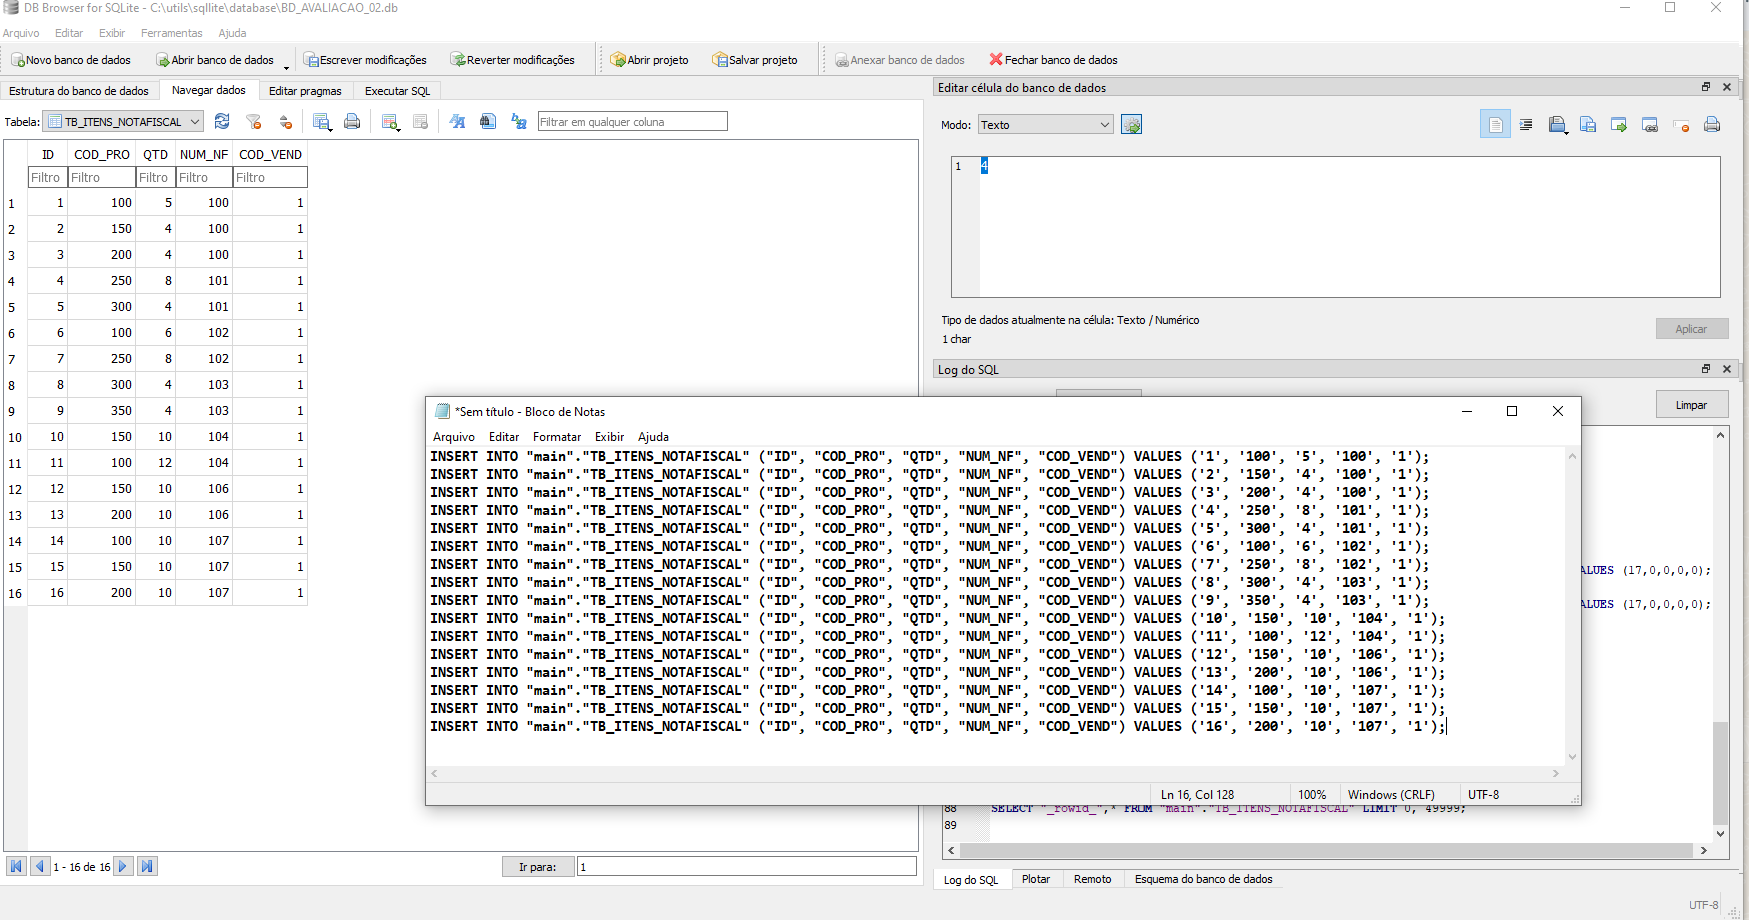 DB Browser for SQLite - C:\utils\sqllite\database\BD_AVALIACAO_02.db
Arquivo Editar Exibir Ferramentas Ajuda
Novo banco de dados Abrir banco de dados Escrever modificações Reverter modificações Abrir projeto Salvar projeto Anexar banco de dados Fechar banco de dados
Estrutura do banco de dados Navegar dados Editar pragmas Executar SQL
Tabela: TB_ITENS_NOTAFISCAL Filtrar em qualquer coluna
ID COD_PRO QTD NUM_NF COD_VEND
Filtro Filtro Filtro Filtro Filtro
1 1 100 5 100 1
2 2 150 4 100 1
3 3 200 4 100 1
4 4 250 8 101 1
5 5 300 4 101 1
6 6 100 6 102 1
7 7 250 8 102 1
8 8 300 4 103 1
9 9 350 4 103 1
10 10 150 10 104 1
11 11 100 12 104 1
12 12 150 10 106 1
13 13 200 10 106 1
14 14 100 10 107 1
15 15 150 10 107 1
16 16 200 10 107 1
1 - 16 de 16 Ir para: 1
Editar célula do banco de dados
Modo: Texto
1 4
Tipo de dados atualmente na célula: Texto / Numérico
1 char
Aplicar
Log do SQL
Limpar
ALUES (17,0,0,0,0);
ALUES (17,0,0,0,0);
*Sem título - Bloco de Notas
Arquivo Editar Formatar Exibir Ajuda
INSERT INTO "main"."TB_ITENS_NOTAFISCAL" ("ID", "COD_PRO", "QTD", "NUM_NF", "COD_VEND") VALUES ('1', '100', '5', '100', '1');
INSERT INTO "main"."TB_ITENS_NOTAFISCAL" ("ID", "COD_PRO", "QTD", "NUM_NF", "COD_VEND") VALUES ('2', '150', '4', '100', '1');
INSERT INTO "main"."TB_ITENS_NOTAFISCAL" ("ID", "COD_PRO", "QTD", "NUM_NF", "COD_VEND") VALUES ('3', '200', '4', '100', '1');
INSERT INTO "main"."TB_ITENS_NOTAFISCAL" ("ID", "COD_PRO", "QTD", "NUM_NF", "COD_VEND") VALUES ('4', '250', '8', '101', '1');
INSERT INTO "main"."TB_ITENS_NOTAFISCAL" ("ID", "COD_PRO", "QTD", "NUM_NF", "COD_VEND") VALUES ('5', '300', '4', '101', '1');
INSERT INTO "main"."TB_ITENS_NOTAFISCAL" ("ID", "COD_PRO", "QTD", "NUM_NF", "COD_VEND") VALUES ('6', '100', '6', '102', '1');
INSERT INTO "main"."TB_ITENS_NOTAFISCAL" ("ID", "COD_PRO", "QTD", "NUM_NF", "COD_VEND") VALUES ('7', '250', '8', '102', '1');
INSERT INTO "main"."TB_ITENS_NOTAFISCAL" ("ID", "COD_PRO", "QTD", "NUM_NF", "COD_VEND") VALUES ('8', '300', '4', '103', '1');
INSERT INTO "main"."TB_ITENS_NOTAFISCAL" ("ID", "COD_PRO", "QTD", "NUM_NF", "COD_VEND") VALUES ('9', '350', '4', '103', '1');
INSERT INTO "main"."TB_ITENS_NOTAFISCAL" ("ID", "COD_PRO", "QTD", "NUM_NF", "COD_VEND") VALUES ('10', '150', '10', '104', '1');
INSERT INTO "main"."TB_ITENS_NOTAFISCAL" ("ID", "COD_PRO", "QTD", "NUM_NF", "COD_VEND") VALUES ('11', '100', '12', '104', '1');
INSERT INTO "main"."TB_ITENS_NOTAFISCAL" ("ID", "COD_PRO", "QTD", "NUM_NF", "COD_VEND") VALUES ('12', '150', '10', '106', '1');
INSERT INTO "main"."TB_ITENS_NOTAFISCAL" ("ID", "COD_PRO", "QTD", "NUM_NF", "COD_VEND") VALUES ('13', '200', '10', '106', '1');
INSERT INTO "main"."TB_ITENS_NOTAFISCAL" ("ID", "COD_PRO", "QTD", "NUM_NF", "COD_VEND") VALUES ('14', '100', '10', '107', '1');
INSERT INTO "main"."TB_ITENS_NOTAFISCAL" ("ID", "COD_PRO", "QTD", "NUM_NF", "COD_VEND") VALUES ('15', '150', '10', '107', '1');
INSERT INTO "main"."TB_ITENS_NOTAFISCAL" ("ID", "COD_PRO", "QTD", "NUM_NF", "COD_VEND") VALUES ('16', '200', '10', '107', '1');
Ln 16, Col 128 100% Windows (CRLF) UTF-8
88 SELECT "_rowid_",* FROM "main"."TB_ITENS_NOTAFISCAL" LIMIT 0, 49999;
89
Log do SQL Plotar Remoto Esquema do banco de dados
UTF-8